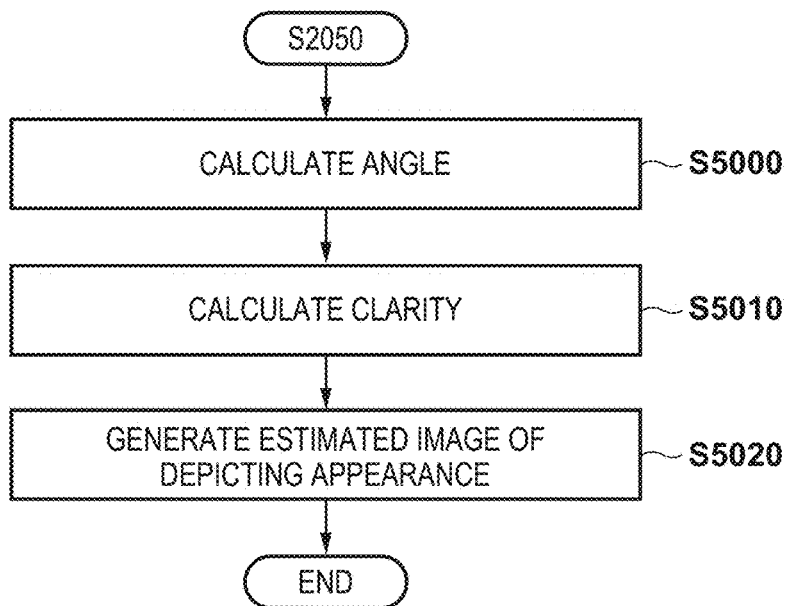 S2050
CALCULATE ANGLE
S5000
CALCULATE CLARITY
S5010
GENERATE ESTIMATED IMAGE OF
DEPICTING APPEARANCE
S5020
END